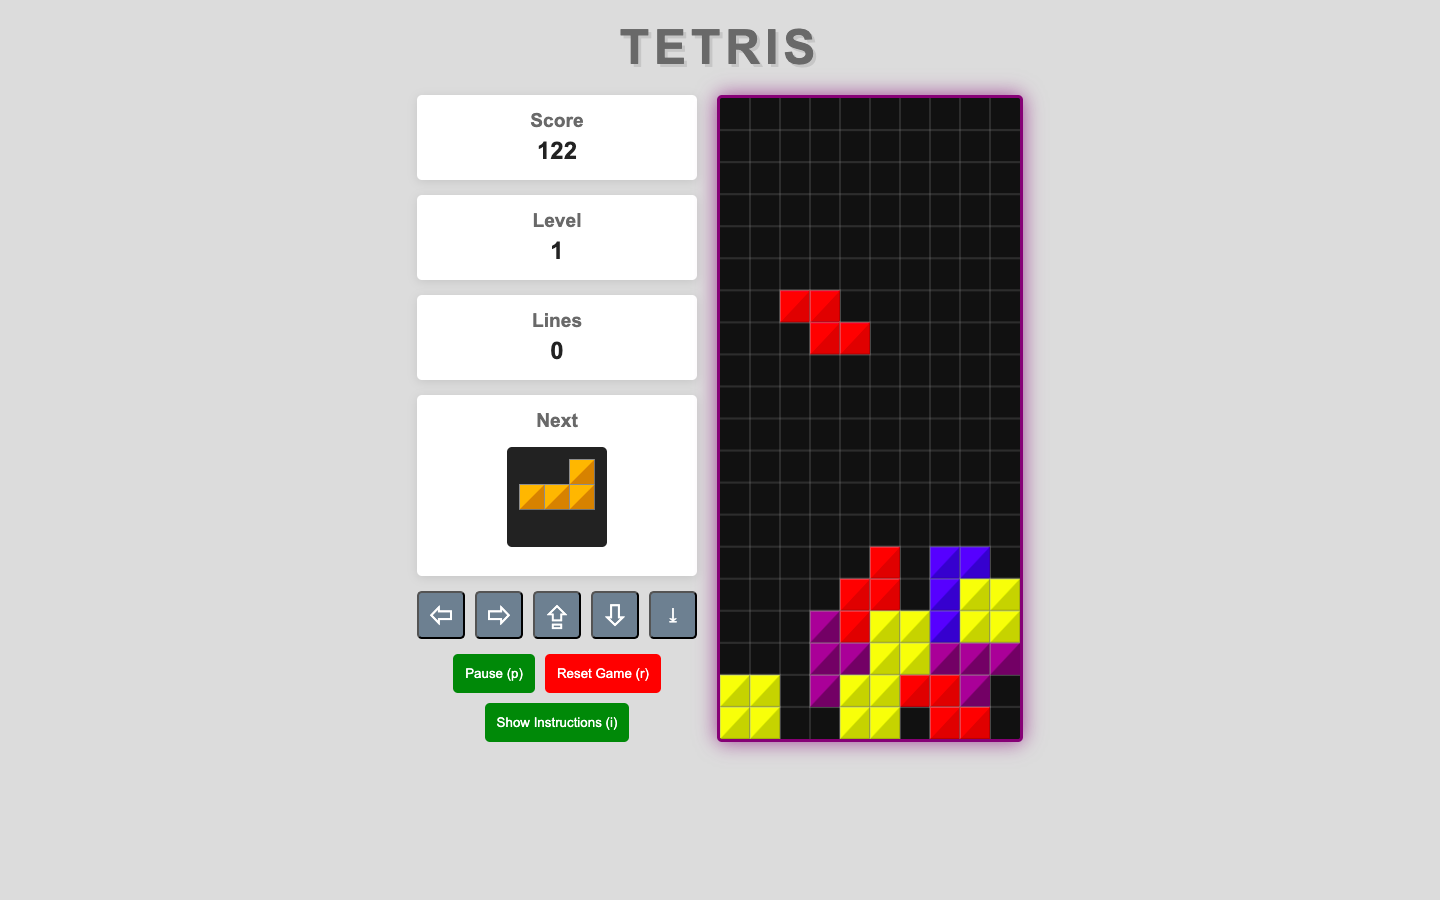 TETRIS
Score
122
Level
1
Lines
0
Next
Pause (p)
Reset Game (r)
Show Instructions (i)